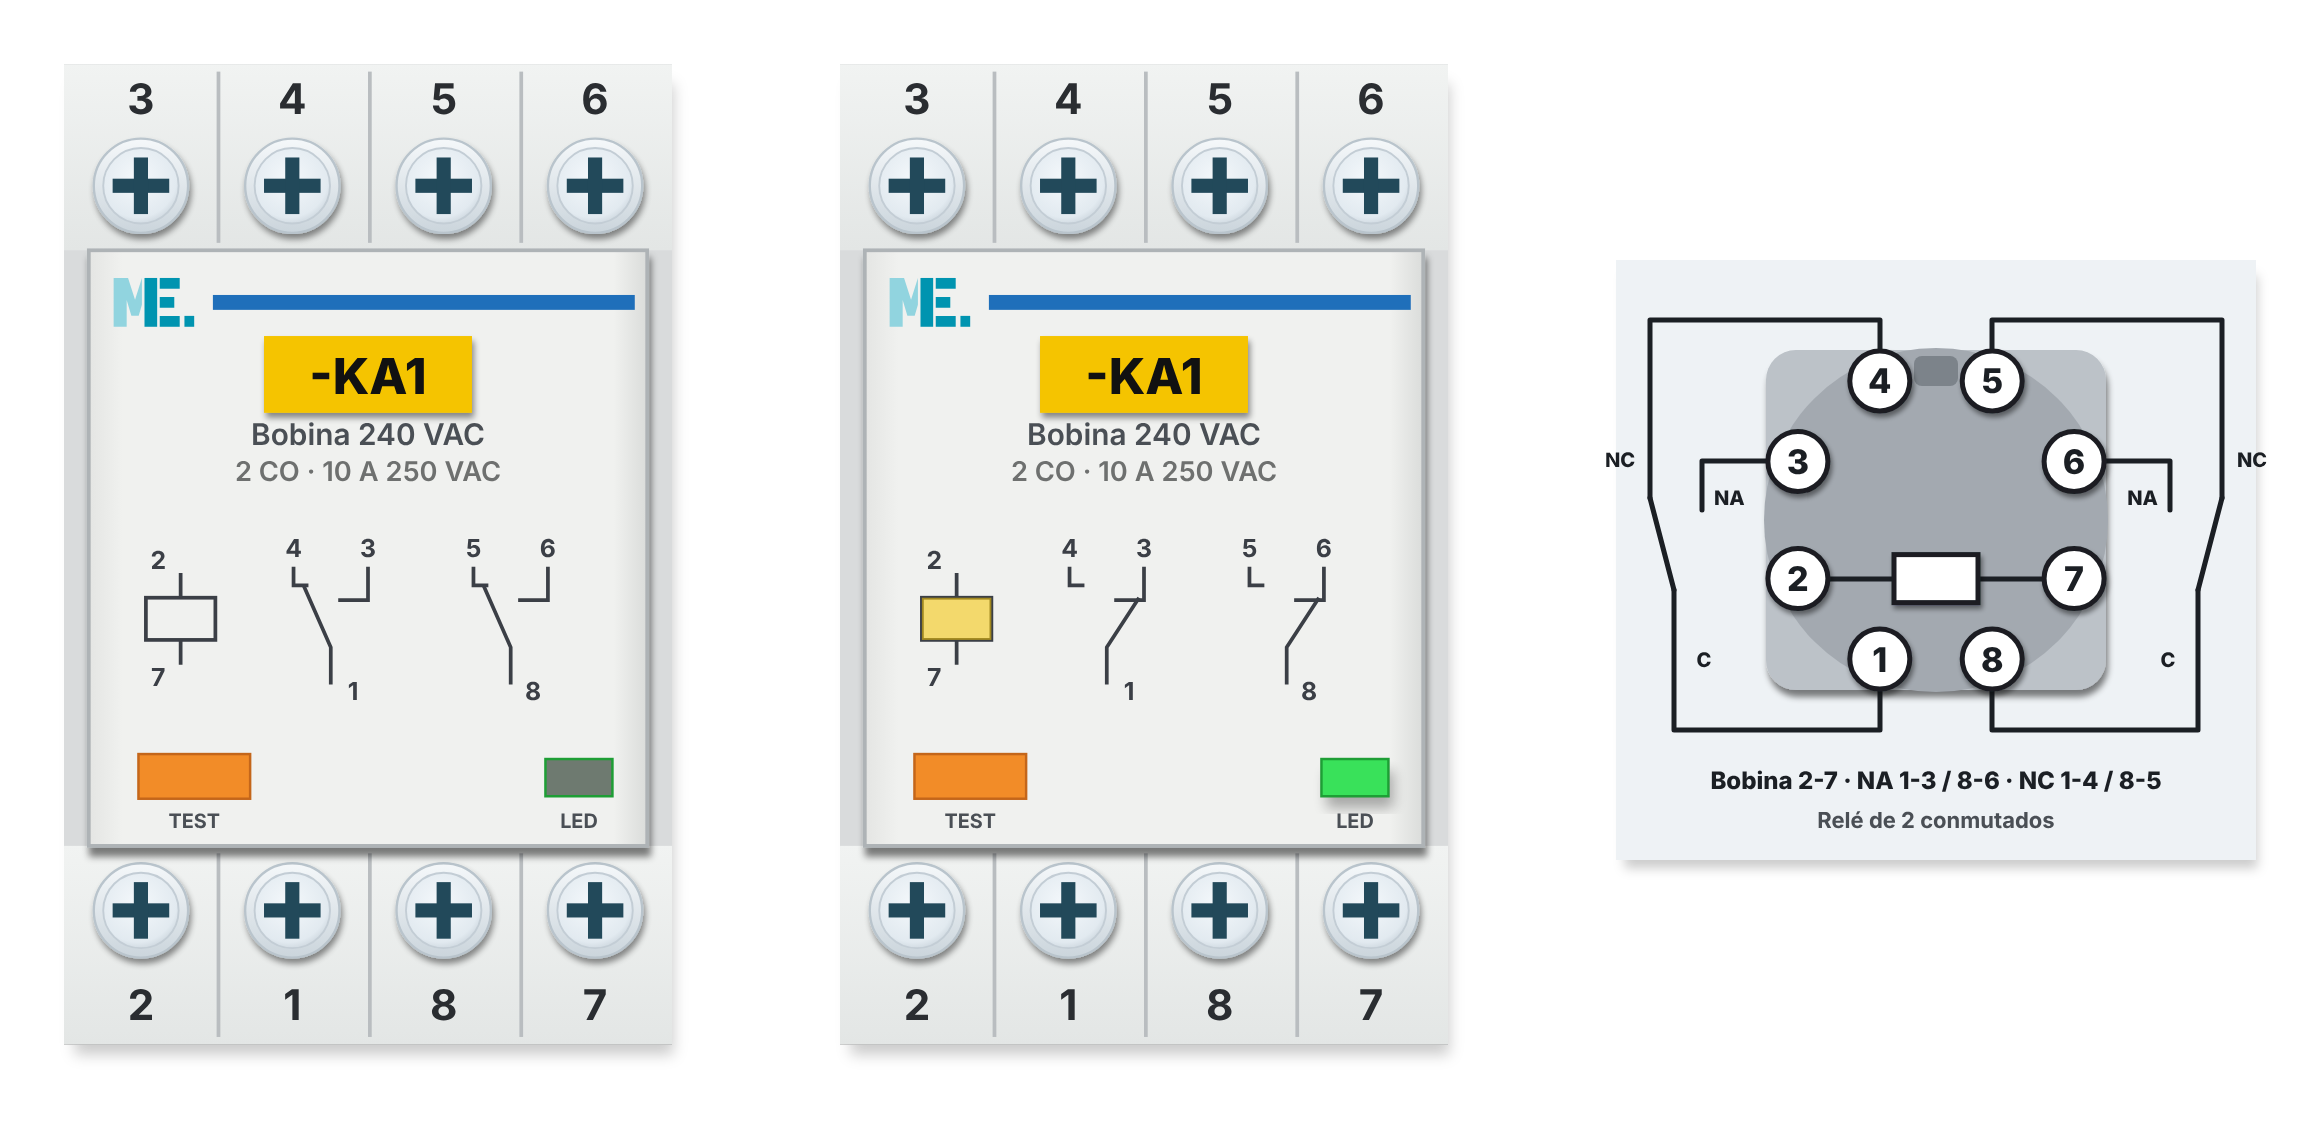 3 4 5 6
ME.
-KA1
Bobina 240 VAC
2 CO · 10 A 250 VAC
2 4 3 5 6
7 1 8
TEST LED
2 1 8 7
3 4 5 6
ME.
-KA1
Bobina 240 VAC
2 CO · 10 A 250 VAC
2 4 3 5 6
7 1 8
TEST LED
2 1 8 7
4 5
NC 3 6 NC
NA NA
2 7
C 1 8 C
Bobina 2-7 · NA 1-3 / 8-6 · NC 1-4 / 8-5
Relé de 2 conmutados